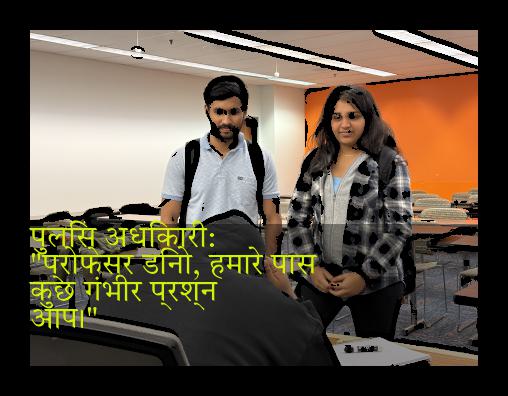 पुलिस अधिकारी:
"प्रोफेसर डिनो, हमारे पास
कुछ गंभीर प्रश्न
आप।"